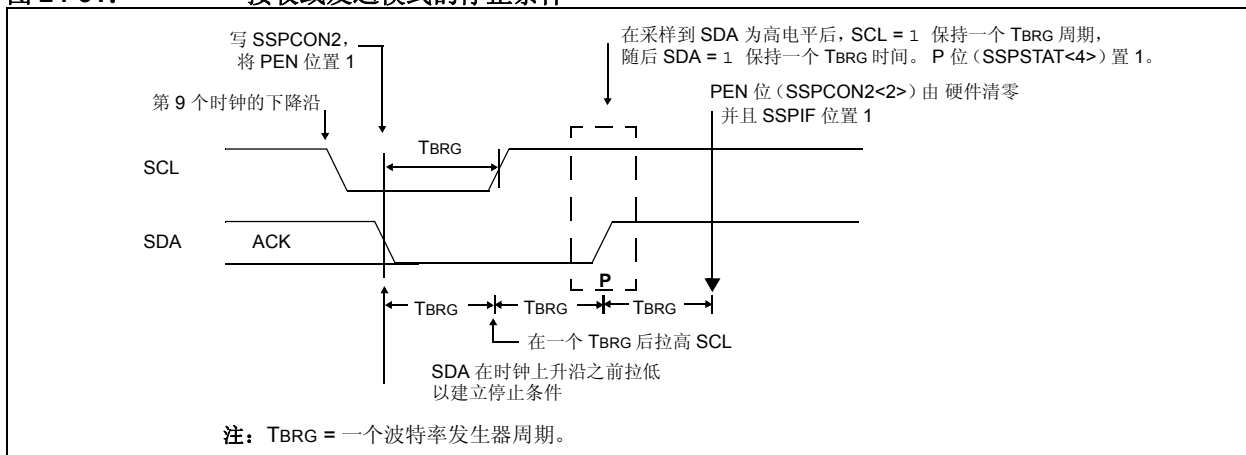 写 SSPCON2，
将 PEN 位置 1
在采样到 SDA 为高电平后，SCL = 1 保持一个 TBRG 周期，
随后 SDA = 1 保持一个 TBRG 时间。 P 位（SSPSTAT<4>）置 1。
PEN 位（SSPCON2<2>）由 硬件清零
并且 SSPIF 位置 1
第 9 个时钟的下降沿
TBRG
SCL
SDA
ACK
P
TBRG
TBRG
TBRG
在一个 TBRG 后拉高 SCL
SDA 在时钟上升沿之前拉低
以建立停止条件
注：TBRG = 一个波特率发生器周期。